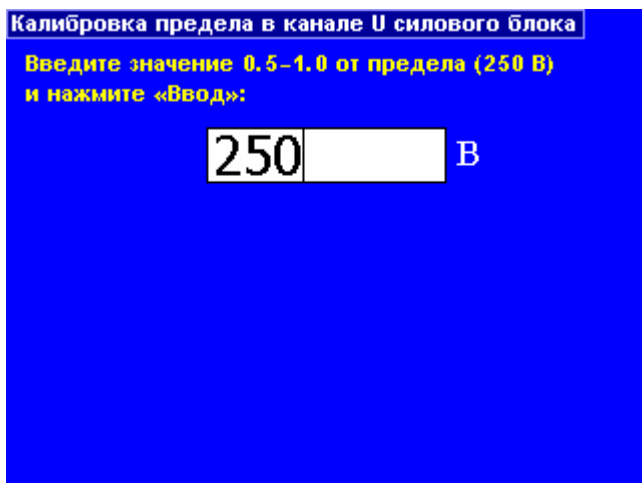 Калибровка предела в канале U силового блока
Введите значение 0.5-1.0 от предела (250 В)
и нажмите «Ввод»:
250 В